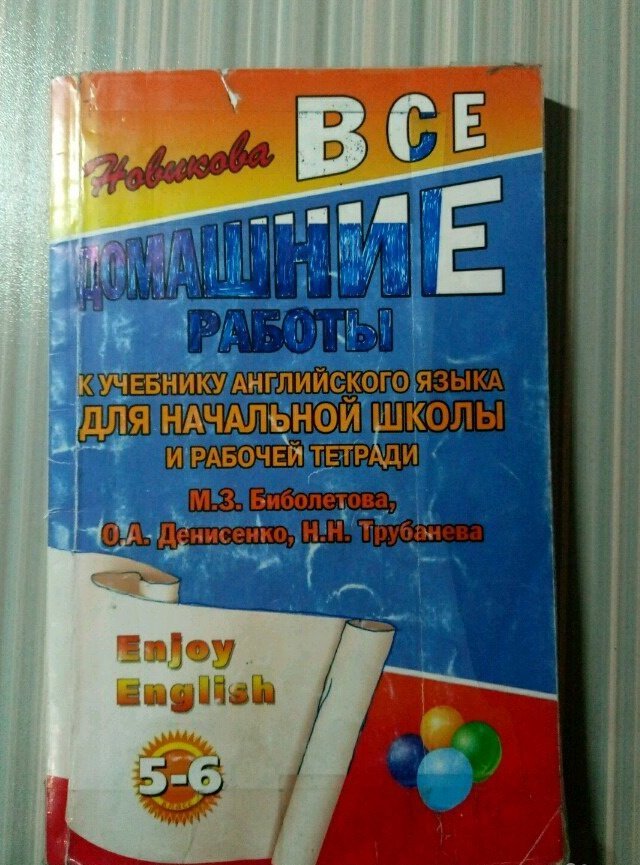 Новикова
ВСЕ
ДОМАШНИЕ
РАБОТЫ
К УЧЕБНИКУ АНГЛИЙСКОГО ЯЗЫКА
ДЛЯ НАЧАЛЬНОЙ ШКОЛЫ
И РАБОЧЕЙ ТЕТРАДИ
М.З. Биболетова,
О.А. Денисенко, Н.Н. Трубанева
Enjoy
English
5-6
КЛАСС